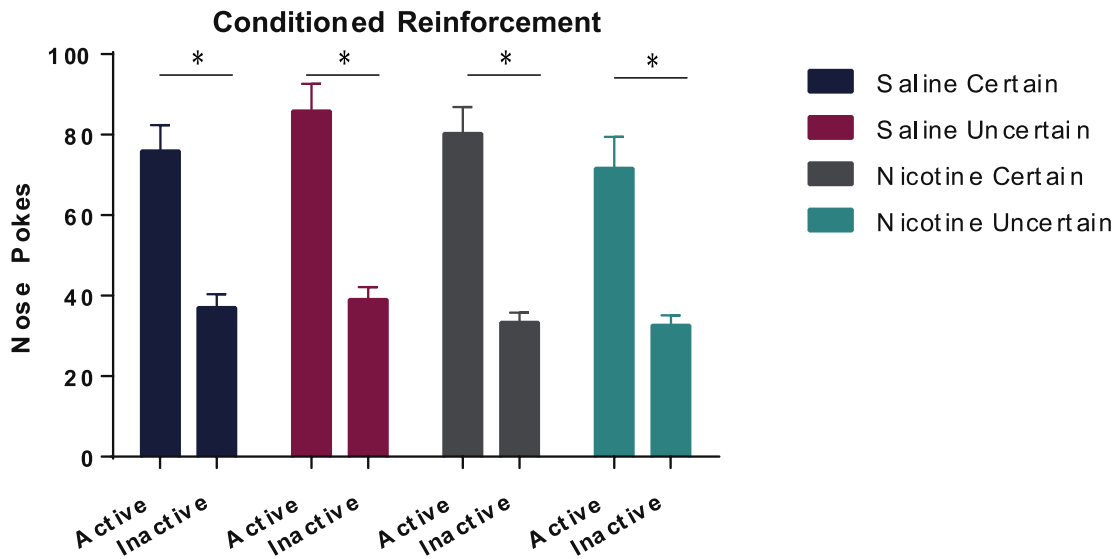 Conditioned Reinforcement
Nose Pokes
100
80
60
40
20
0
* * * *
Active Inactive Active Inactive Active Inactive Active Inactive
Saline Certain
Saline Uncertain
Nicotine Certain
Nicotine Uncertain